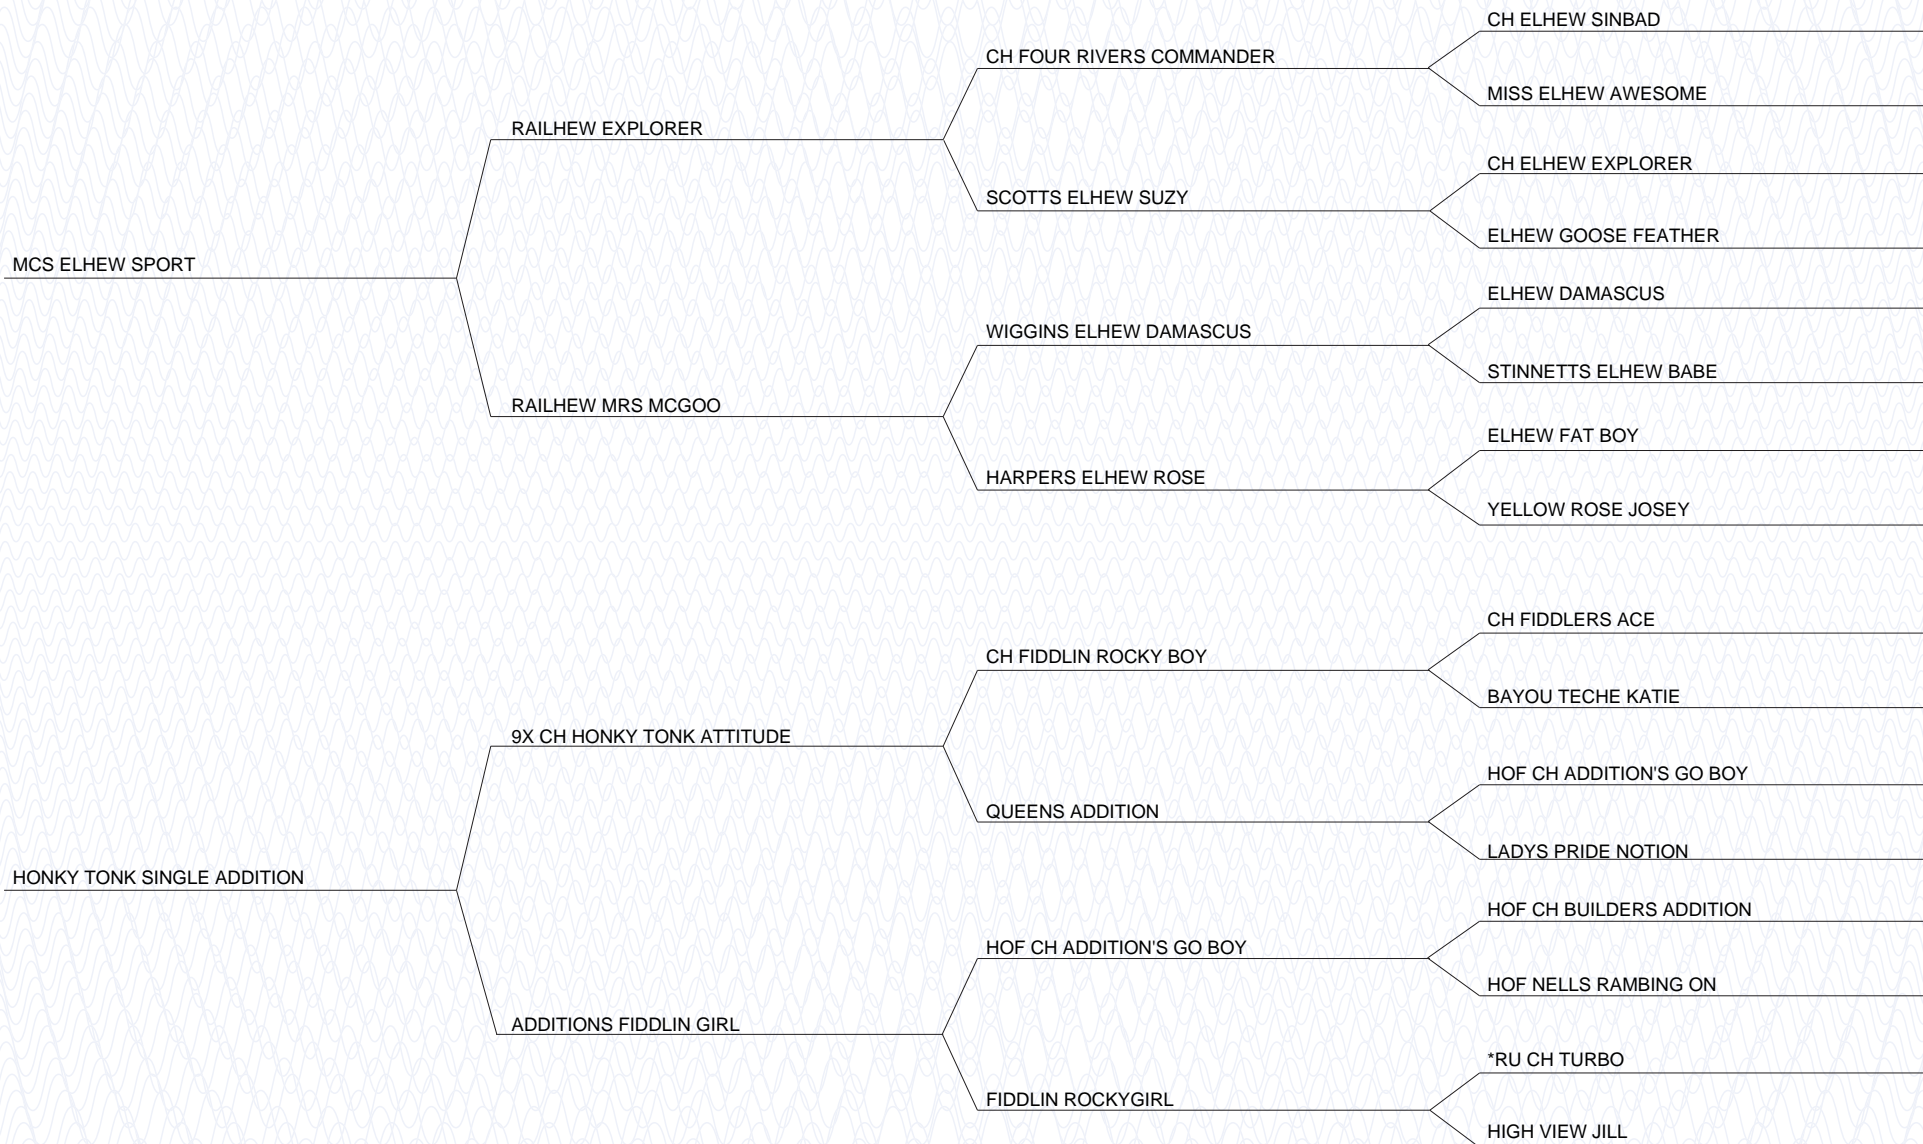 CH ELHEW SINBAD
CH FOUR RIVERS COMMANDER
MISS ELHEW AWESOME
RAILHEW EXPLORER
CH ELHEW EXPLORER
SCOTTS ELHEW SUZY
ELHEW GOOSE FEATHER
MCS ELHEW SPORT
ELHEW DAMASCUS
WIGGINS ELHEW DAMASCUS
STINNETTS ELHEW BABE
RAILHEW MRS MCGOO
ELHEW FAT BOY
HARPERS ELHEW ROSE
YELLOW ROSE JOSEY
CH FIDDLERS ACE
CH FIDDLIN ROCKY BOY
BAYOU TECHE KATIE
9X CH HONKY TONK ATTITUDE
HOF CH ADDITION'S GO BOY
QUEENS ADDITION
LADYS PRIDE NOTION
HONKY TONK SINGLE ADDITION
HOF CH BUILDERS ADDITION
HOF CH ADDITION'S GO BOY
HOF NELLS RAMBING ON
ADDITIONS FIDDLIN GIRL
*RU CH TURBO
FIDDLIN ROCKYGIRL
HIGH VIEW JILL